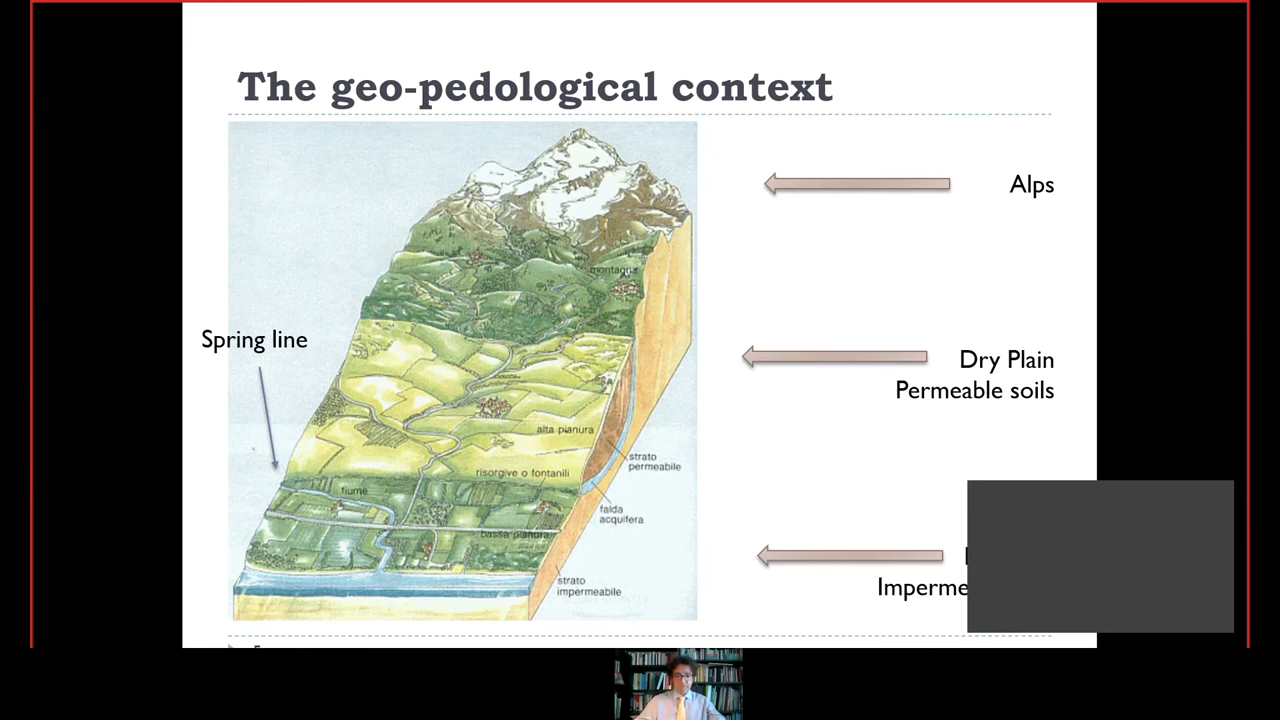 The geo-pedological context
Alps
montagna
Spring line
Dry Plain
Permeable soils
alta pianura
strato
permeabile
risorgive o fontanili
fiume
falda
acquifera
bassa pianura
strato
impermeabile